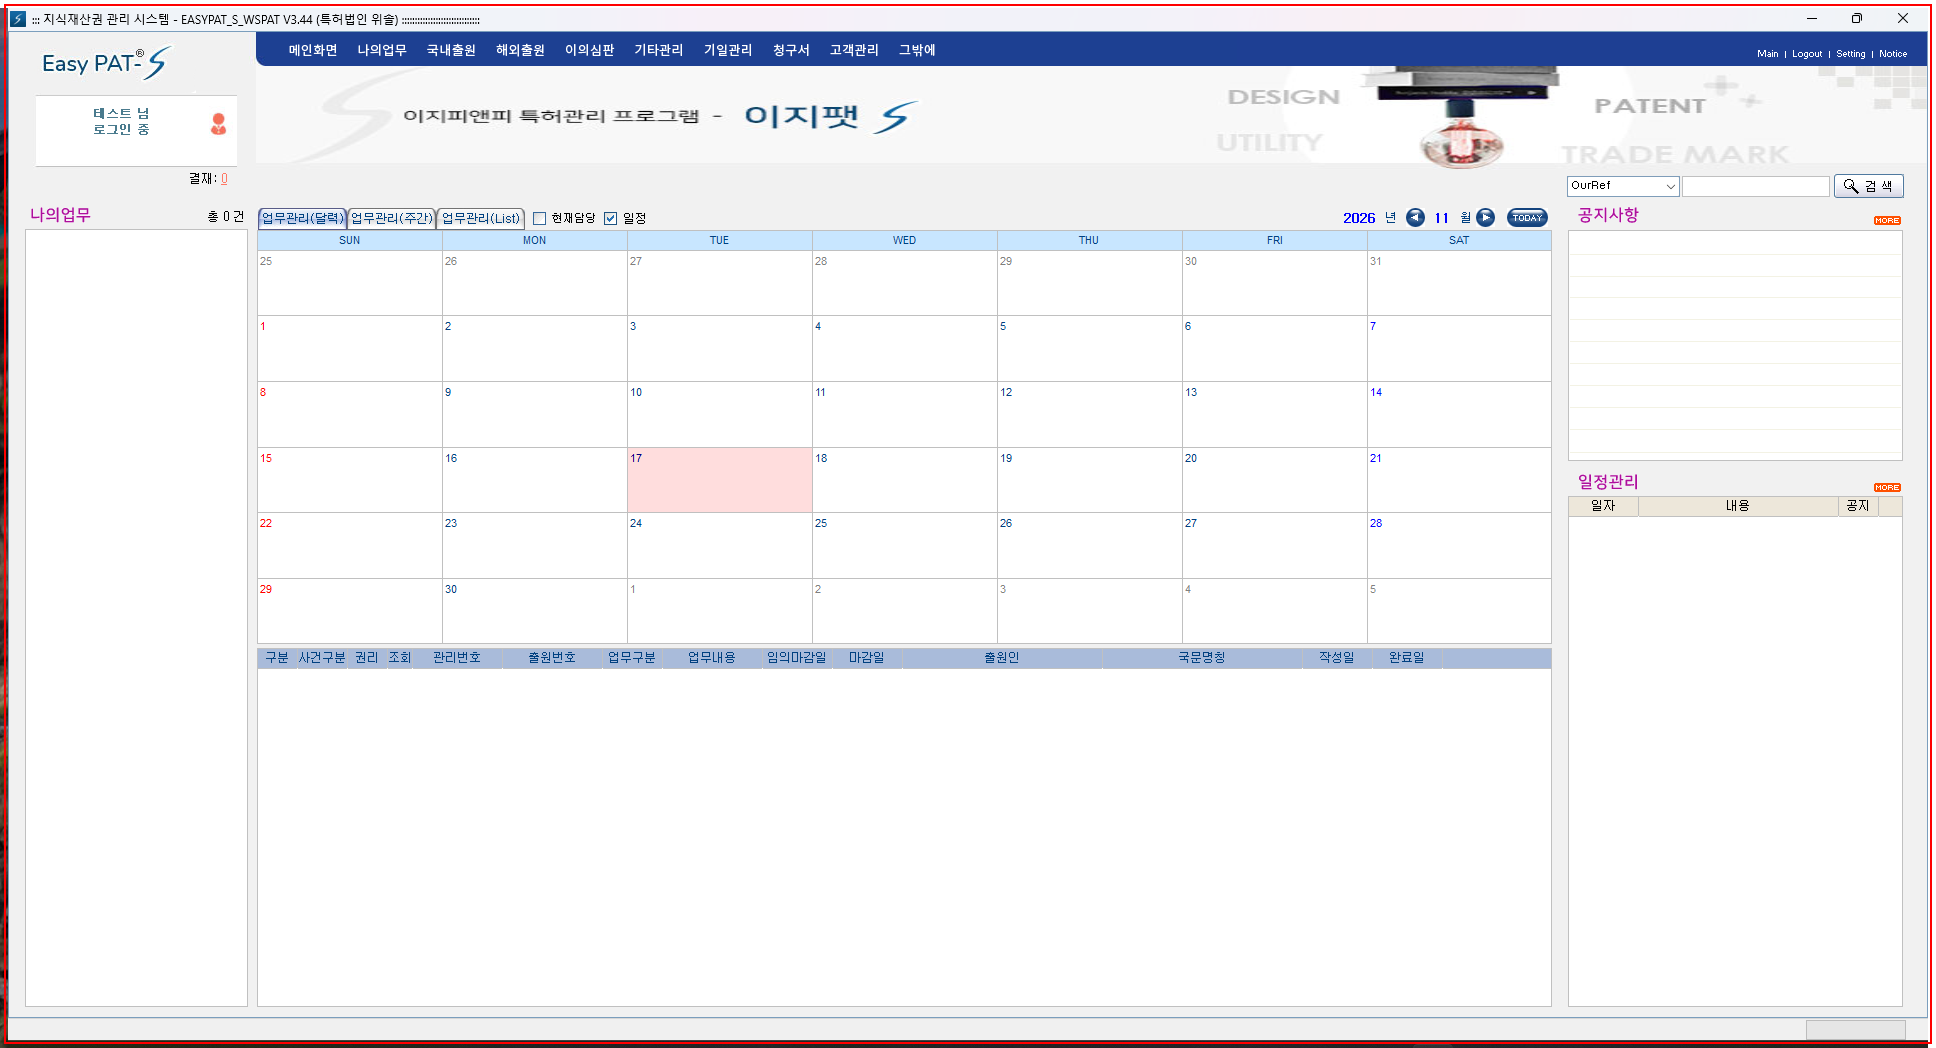 ::: 지식재산권 관리 시스템 - EASYPAT_S_WSPAT V3.44 (특허법인 위솔) ::::::::::::::::::::::::::::::
Easy PAT-S®
메인화면 나의업무 국내출원 해외출원 이의심판 기타관리 기일관리 청구서 고객관리 그밖에
Main | Logout | Setting | Notice
테스트 님
로그인 중
결재: 0
이지피앤피 특허관리 프로그램 - 이지팻 S
DESIGN
PATENT
UTILITY
TRADE MARK
OurRef 검 색
나의업무 총 0 건
업무관리(달력) 업무관리(주간) 업무관리(List) 현재담당 일정
2026 년 11 월 TODAY
공지사항 MORE
SUN MON TUE WED THU FRI SAT
25 26 27 28 29 30 31
1 2 3 4 5 6 7
8 9 10 11 12 13 14
15 16 17 18 19 20 21
22 23 24 25 26 27 28
29 30 1 2 3 4 5
일정관리 MORE
일자 내용 공지
구분 사건구분 권리 조회 관리번호 출원번호 업무구분 업무내용 임의마감일 마감일 출원인 국문명칭 작성일 완료일